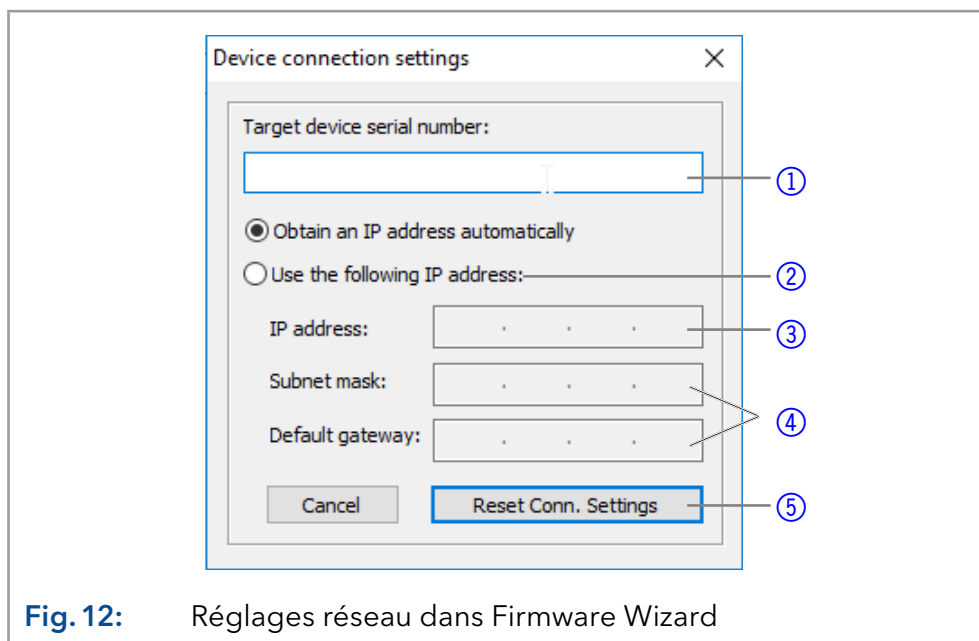 Device connection settings
Target device serial number:
①
Obtain an IP address automatically
Use the following IP address:
②
IP address: . . .
③
Subnet mask: . . .
④
Default gateway: . . .
Cancel
Reset Conn. Settings
⑤
Fig. 12: Réglages réseau dans Firmware Wizard